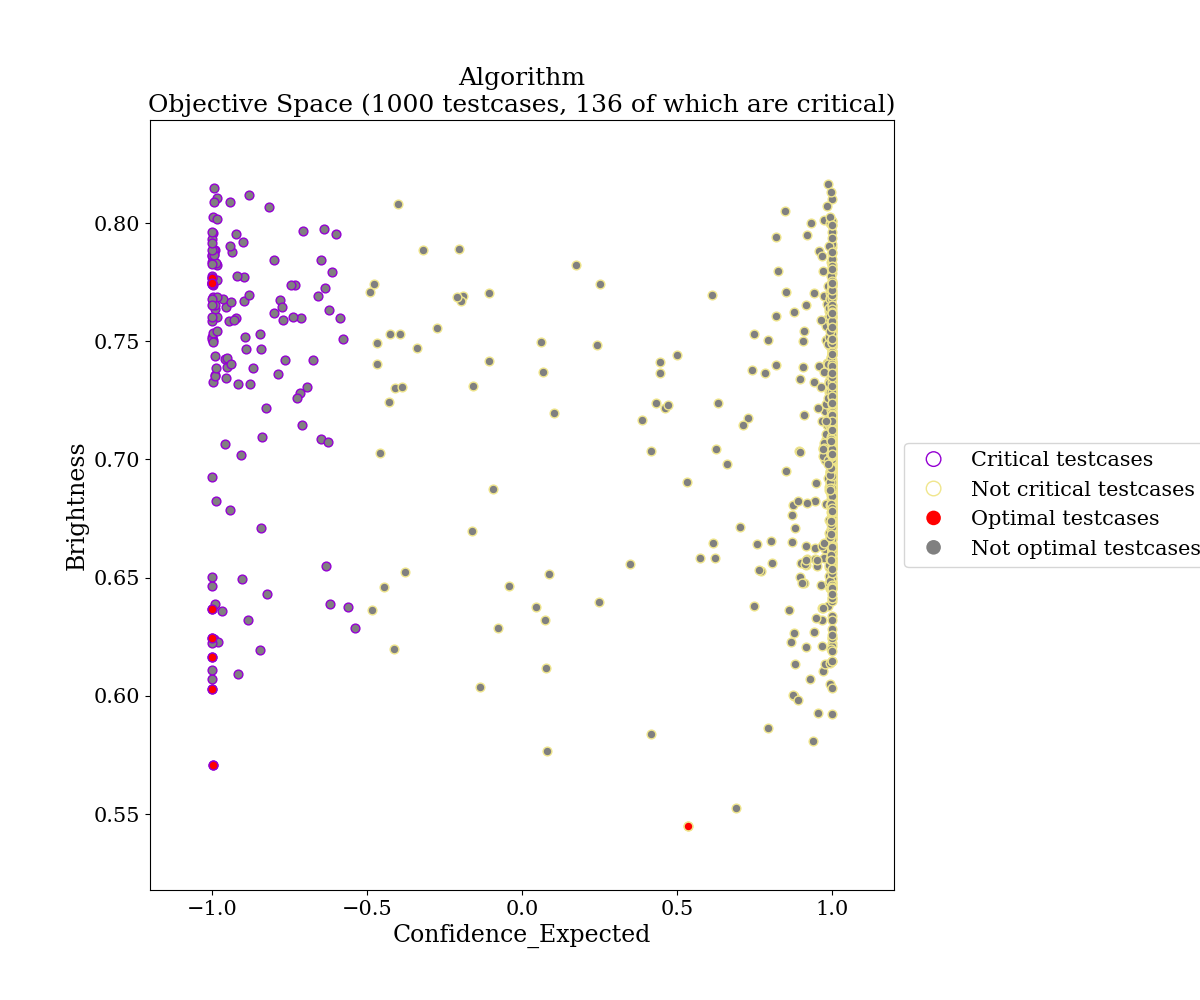 Algorithm
Objective Space (1000 testcases, 136 of which are critical)
0.80
0.75
0.70
0.65
0.60
0.55
Brightness
−1.0 −0.5 0.0 0.5 1.0
Confidence_Expected
Critical testcases
Not critical testcases
Optimal testcases
Not optimal testcases